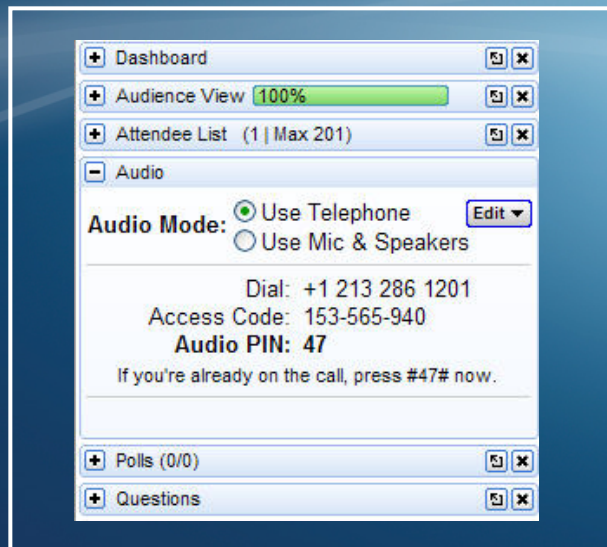 Dashboard
Audience View 100%
Attendee List (1 | Max 201)
Audio
Audio Mode: Use Telephone Edit
Use Mic & Speakers
Dial: +1 213 286 1201
Access Code: 153-565-940
Audio PIN: 47
If you're already on the call, press #47# now.
Polls (0/0)
Questions